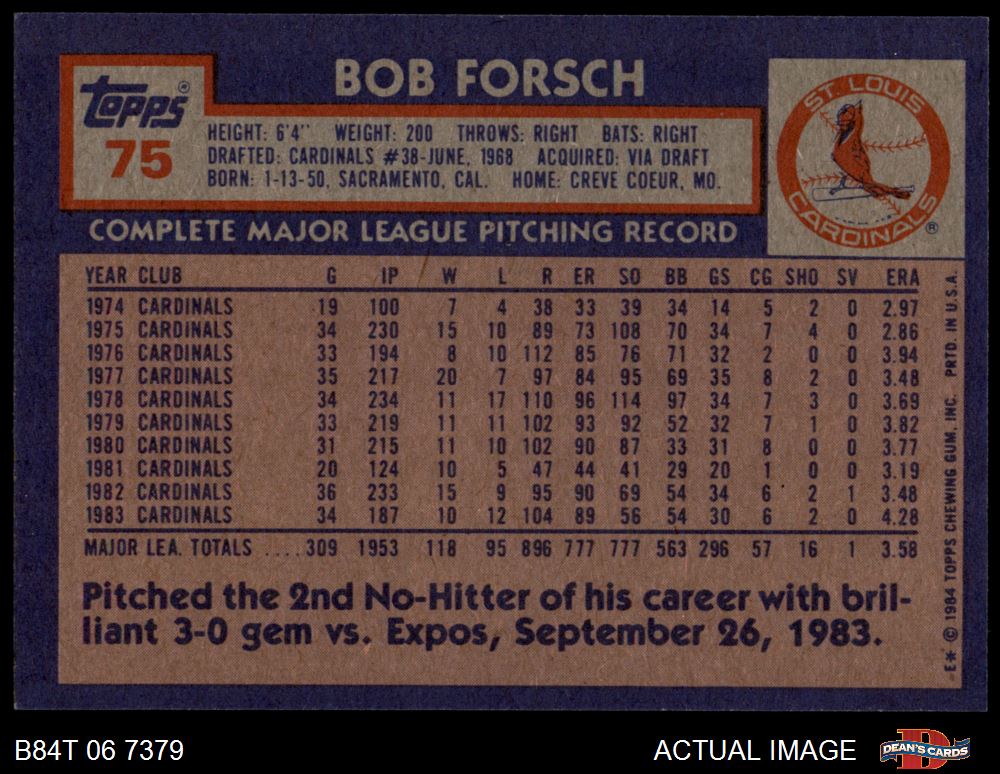 BOB FORSCH
Topps®
75
HEIGHT: 6'4" WEIGHT: 200 THROWS: RIGHT BATS: RIGHT
DRAFTED: CARDINALS #38-JUNE, 1968 ACQUIRED: VIA DRAFT
BORN: 1-13-50, SACRAMENTO, CAL. HOME: CREVE COEUR, MO.
ST. LOUIS
CARDINALS ®
COMPLETE MAJOR LEAGUE PITCHING RECORD
YEAR CLUB G IP W L R ER SO BB GS CG SHO SV ERA
1974 CARDINALS 19 100 7 4 38 33 39 34 14 5 2 0 2.97
1975 CARDINALS 34 230 15 10 89 73 108 70 34 7 4 0 2.86
1976 CARDINALS 33 194 8 10 112 85 76 71 32 2 0 0 3.94
1977 CARDINALS 35 217 20 7 97 84 95 69 35 8 2 0 3.48
1978 CARDINALS 34 234 11 17 110 96 114 97 34 7 3 0 3.69
1979 CARDINALS 33 219 11 11 102 93 92 52 32 7 1 0 3.82
1980 CARDINALS 31 215 11 10 102 90 87 33 31 8 0 0 3.77
1981 CARDINALS 20 124 10 5 47 44 41 29 20 1 0 0 3.19
1982 CARDINALS 36 233 15 9 95 90 69 54 34 6 2 1 3.48
1983 CARDINALS 34 187 10 12 104 89 56 54 30 6 2 0 4.28
MAJOR LEA. TOTALS ....309 1953 118 95 896 777 777 563 296 57 16 1 3.58
Pitched the 2nd No-Hitter of his career with bril-
liant 3-0 gem vs. Expos, September 26, 1983.
E* © 1984 TOPPS CHEWING GUM, INC. PRTD. IN U.S.A.
B84T 06 7379
ACTUAL IMAGE
DEAN'S CARDS